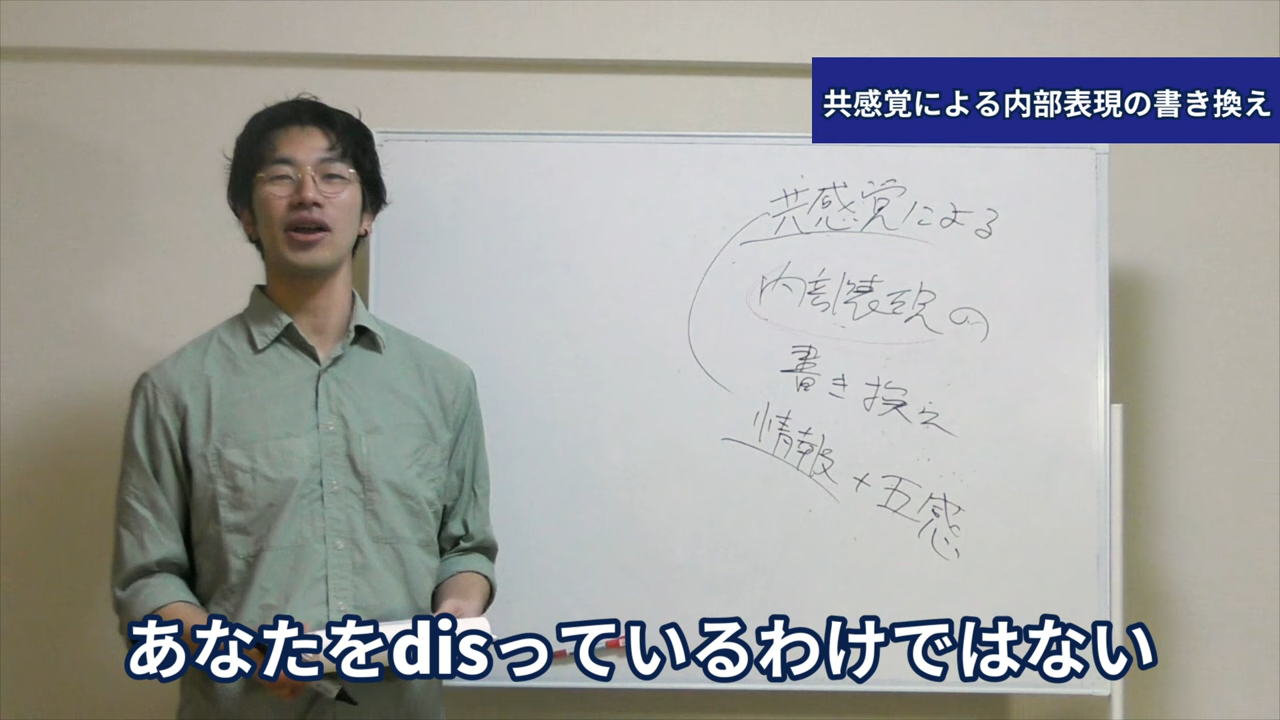 共感覚による内部表現の書き換え
共感覚による
内部表現の
書き換え
情報+五感
あなたをdisっているわけではない